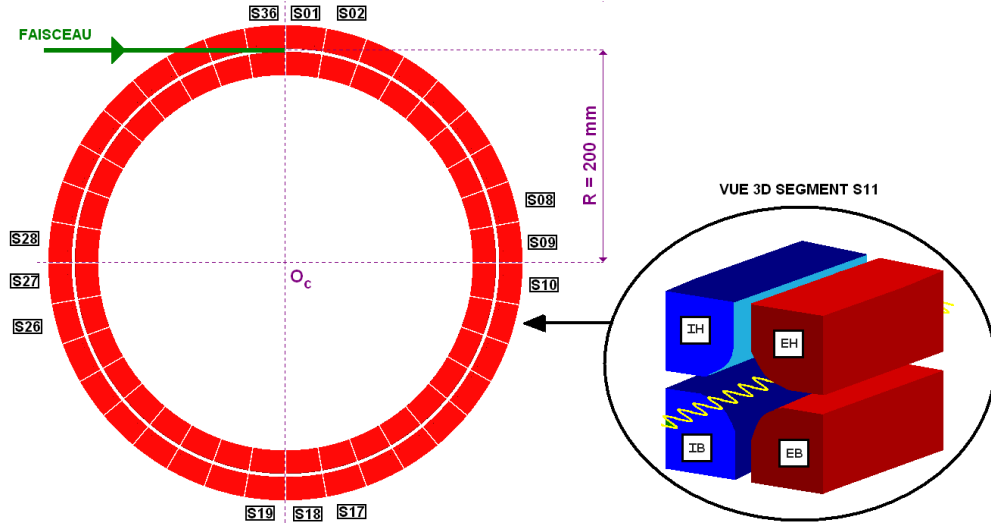 S36 S01 S02
FAISCEAU
R = 200 mm
S08
S28
S09
S27
S10
S26
O_c
S19 S18 S17
VUE 3D SEGMENT S11
IH
EH
IB
EB